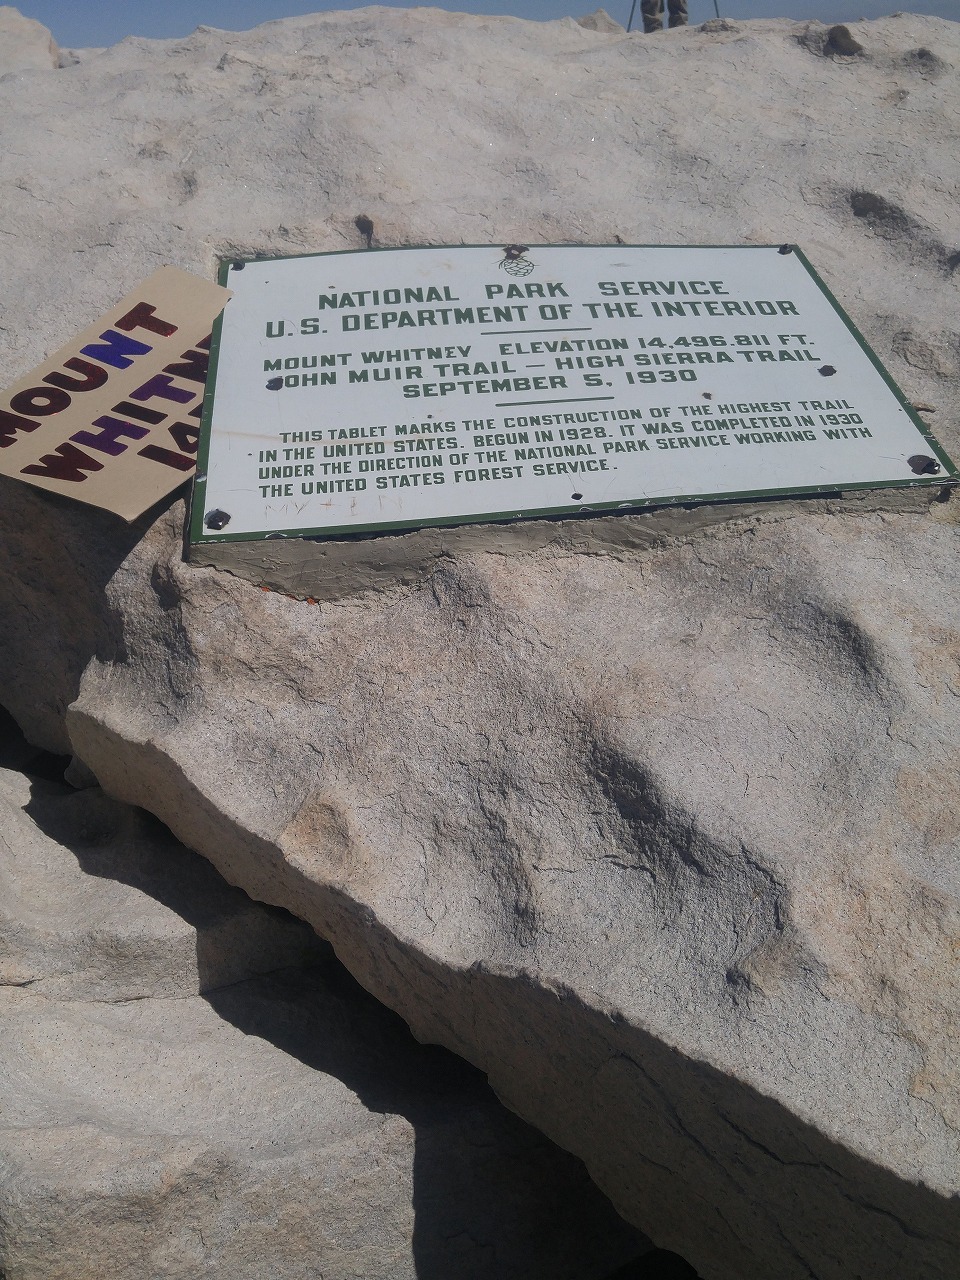 NATIONAL PARK SERVICE
U.S. DEPARTMENT OF THE INTERIOR
MOUNT WHITNEY ELEVATION 14,496.811 FT.
JOHN MUIR TRAIL — HIGH SIERRA TRAIL
SEPTEMBER 5, 1930
THIS TABLET MARKS THE CONSTRUCTION OF THE HIGHEST TRAIL
IN THE UNITED STATES. BEGUN IN 1928. IT WAS COMPLETED IN 1930
UNDER THE DIRECTION OF THE NATIONAL PARK SERVICE WORKING WITH
THE UNITED STATES FOREST SERVICE.
MOUNT
WHITN
14